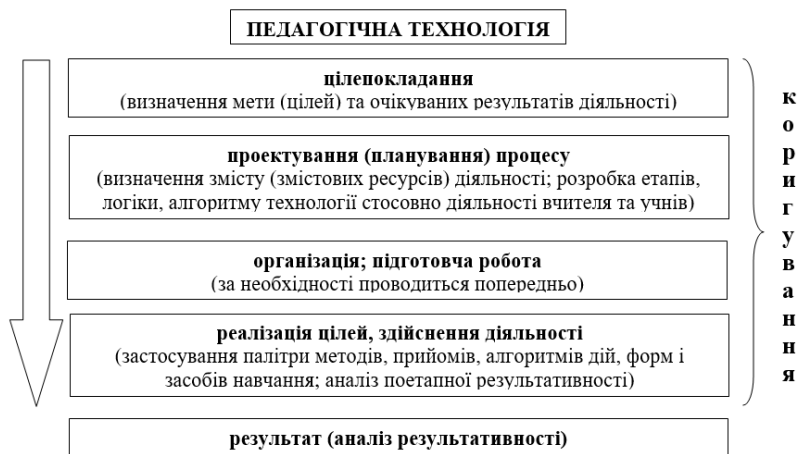 ПЕДАГОГІЧНА ТЕХНОЛОГІЯ
цілепокладання
(визначення мети (цілей) та очікуваних результатів діяльності)
проектування (планування) процесу
(визначення змісту (змістових ресурсів) діяльності; розробка етапів,
логіки, алгоритму технології стосовно діяльності вчителя та учнів)
організація; підготовча робота
(за необхідності проводиться попередньо)
реалізація цілей, здійснення діяльності
(застосування палітри методів, прийомів, алгоритмів дій, форм і
засобів навчання; аналіз поетапної результативності)
результат (аналіз результативності)
коригування